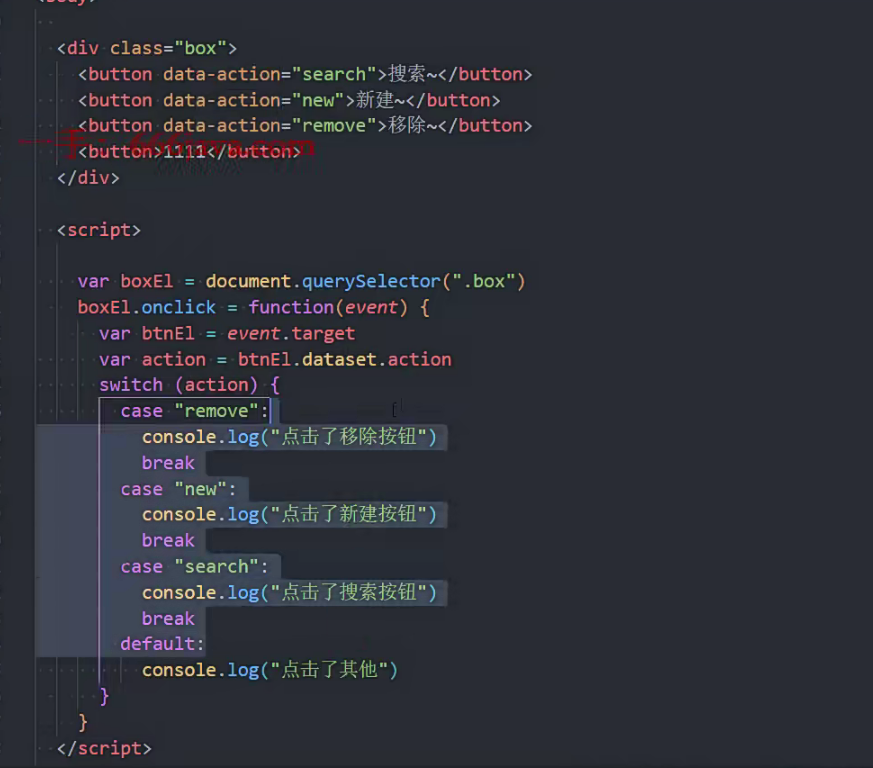 <body>
<div class="box">
<button data-action="search">搜索~</button>
<button data-action="new">新建~</button>
<button data-action="remove">移除~</button>
<button>1111</button>
</div>
<script>
var boxEl = document.querySelector(".box")
boxEl.onclick = function(event) {
var btnEl = event.target
var action = btnEl.dataset.action
switch (action) {
case "remove":
console.log("点击了移除按钮")
break
case "new":
console.log("点击了新建按钮")
break
case "search":
console.log("点击了搜索按钮")
break
default:
console.log("点击了其他")
}
}
</script>